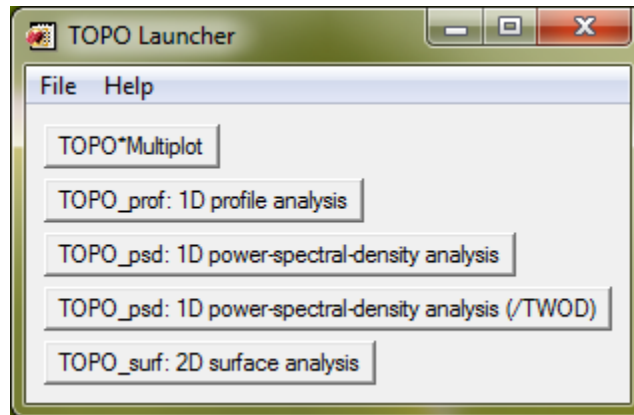 TOPO Launcher
File Help
TOPO*Multiplot
TOPO_prof: 1D profile analysis
TOPO_psd: 1D power-spectral-density analysis
TOPO_psd: 1D power-spectral-density analysis (/TWOD)
TOPO_surf: 2D surface analysis